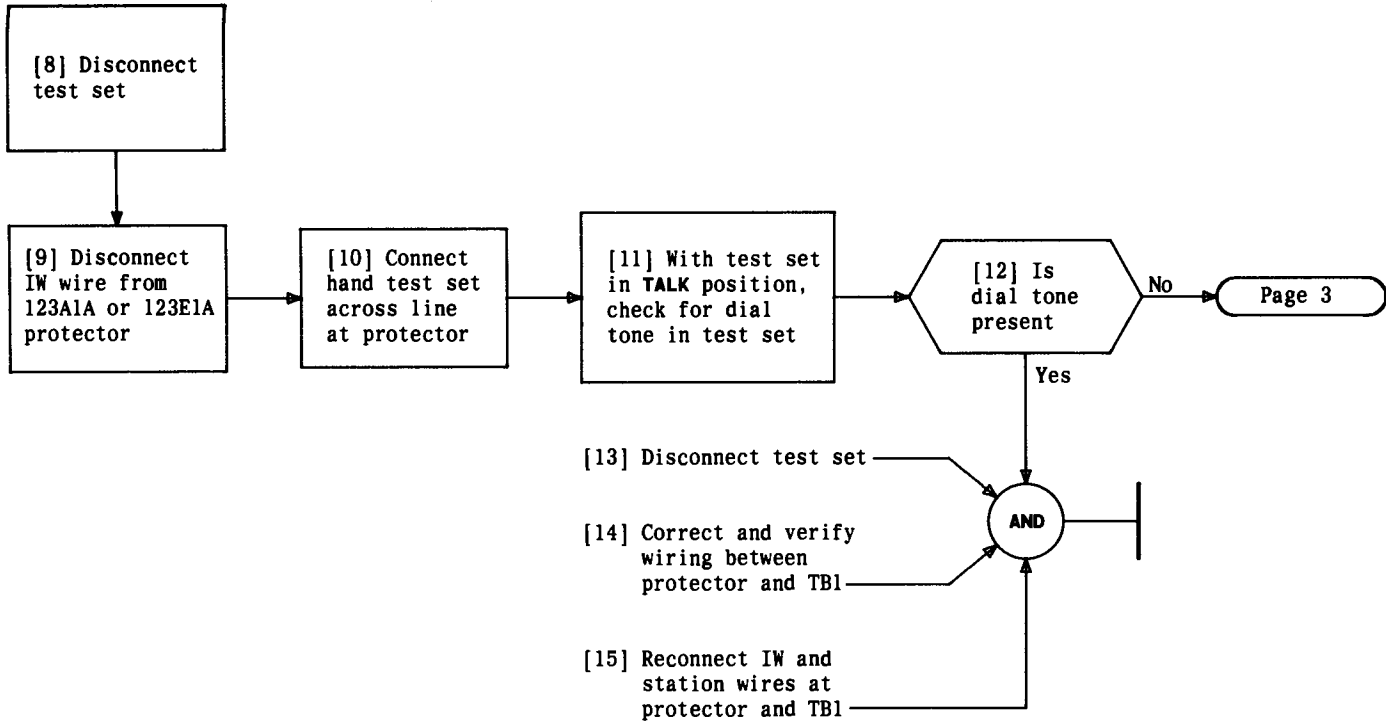 [8] Disconnect
test set
[9] Disconnect
IW wire from
123A1A or 123E1A
protector
[10] Connect
hand test set
across line
at protector
[11] With test set
in TALK position,
check for dial
tone in test set
[12] Is
dial tone
present
No
Page 3
Yes
[13] Disconnect test set
AND
[14] Correct and verify
wiring between
protector and TB1
[15] Reconnect IW and
station wires at
protector and TB1